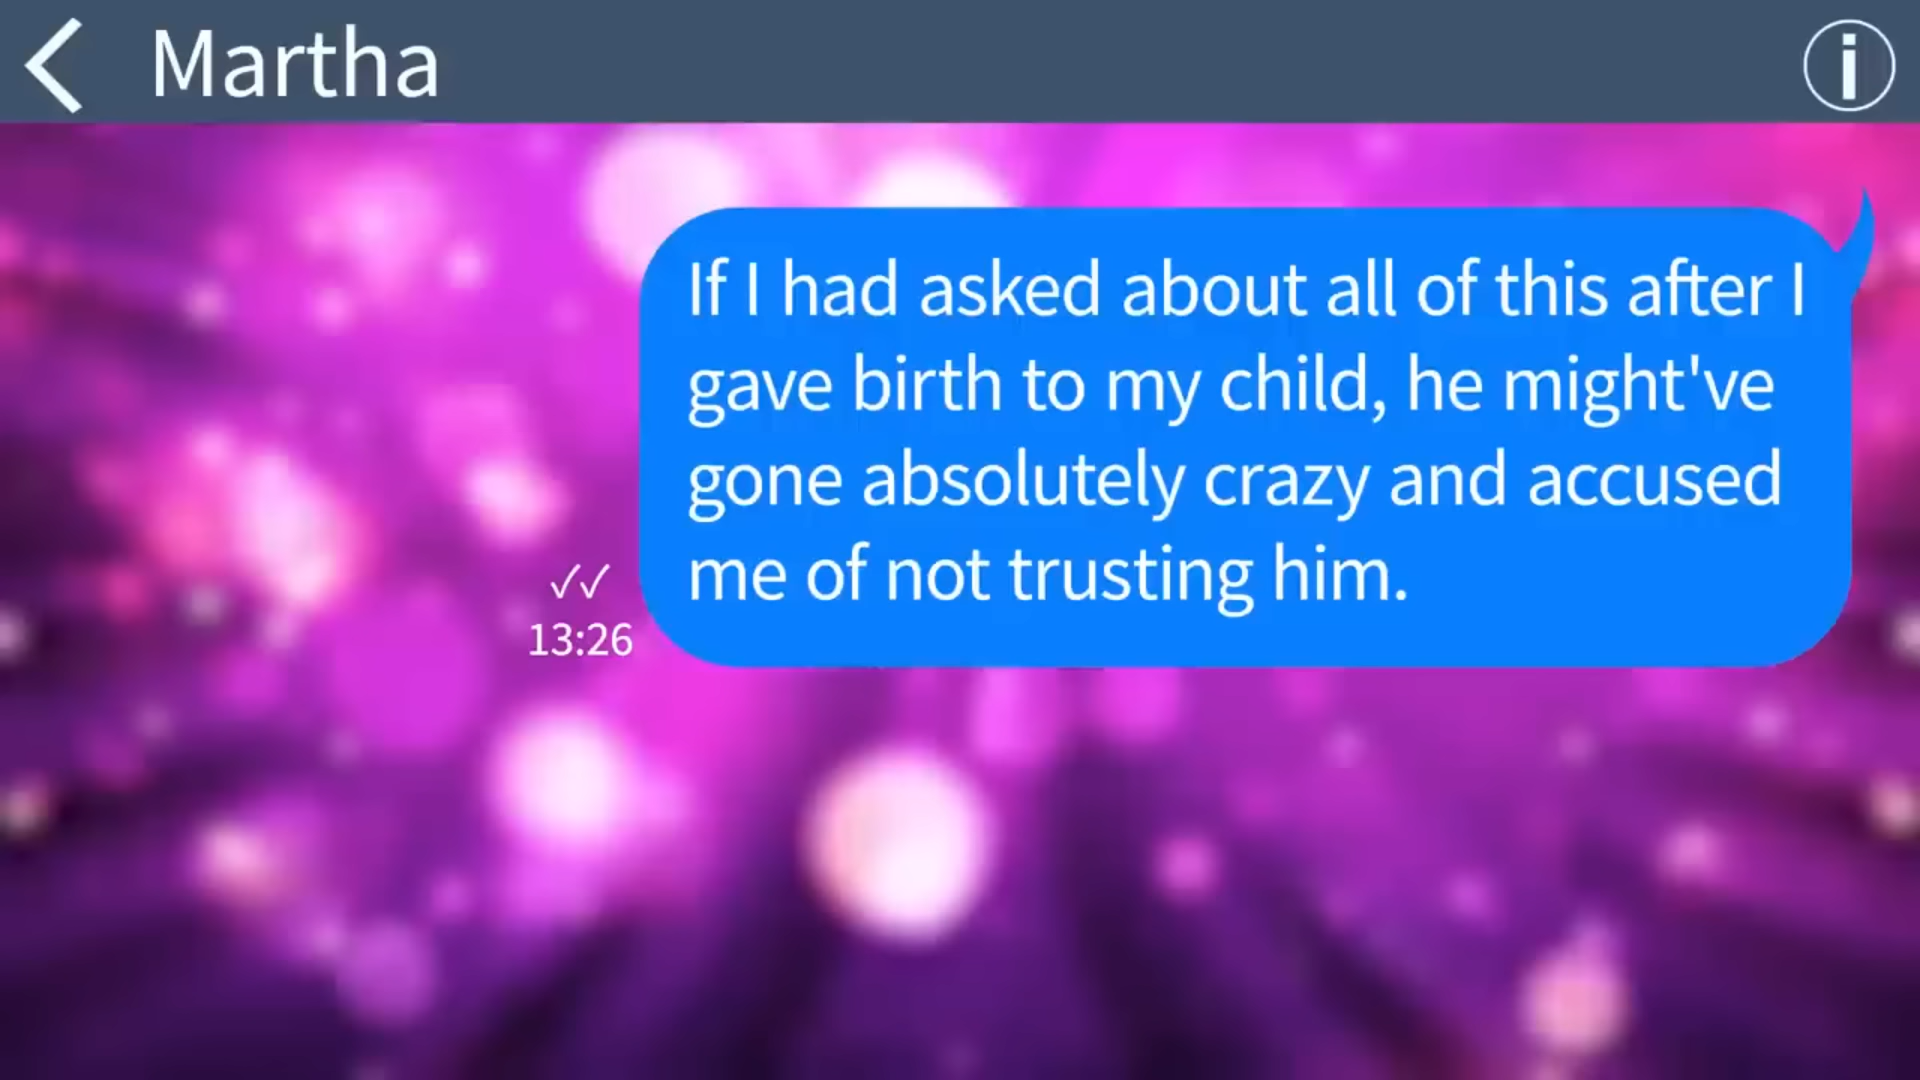 Martha
If I had asked about all of this after I
gave birth to my child, he might've
gone absolutely crazy and accused
me of not trusting him.
✓✓
13:26